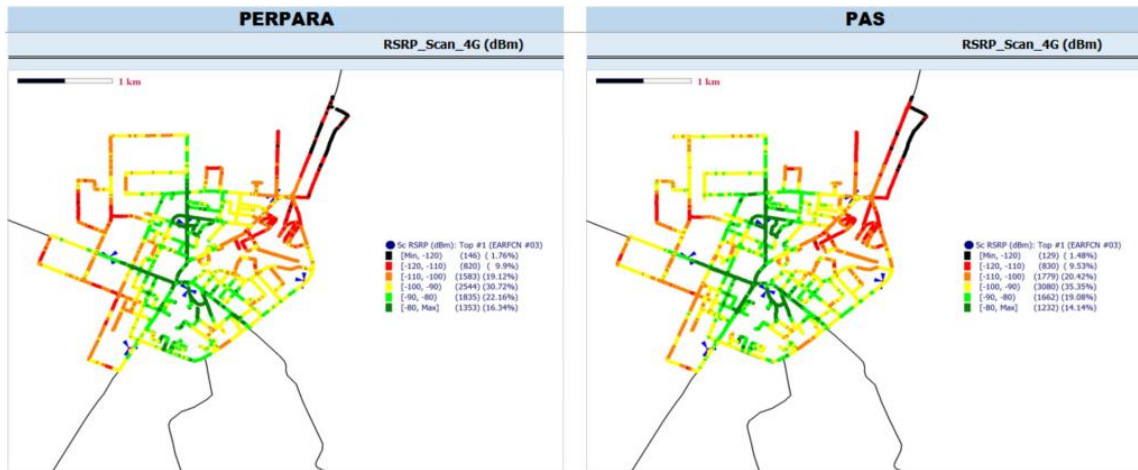 PERPARA
RSRP_Scan_4G (dBm)
1 km
Sc RSRP (dBm): Top #1 (EARFCN #03)
[Min, -120) (146) ( 1.76%)
[-120, -110) (820) ( 9.9%)
[-110, -100) (1583) (19.12%)
[-100, -90) (2544) (30.72%)
[-90, -80) (1835) (22.16%)
[-80, Max] (1353) (16.34%)
PAS
RSRP_Scan_4G (dBm)
1 km
Sc RSRP (dBm): Top #1 (EARFCN #03)
[Min, -120) (129) ( 1.48%)
[-120, -110) (830) ( 9.53%)
[-110, -100) (1779) (20.42%)
[-100, -90) (3080) (35.35%)
[-90, -80) (1662) (19.08%)
[-80, Max] (1232) (14.14%)